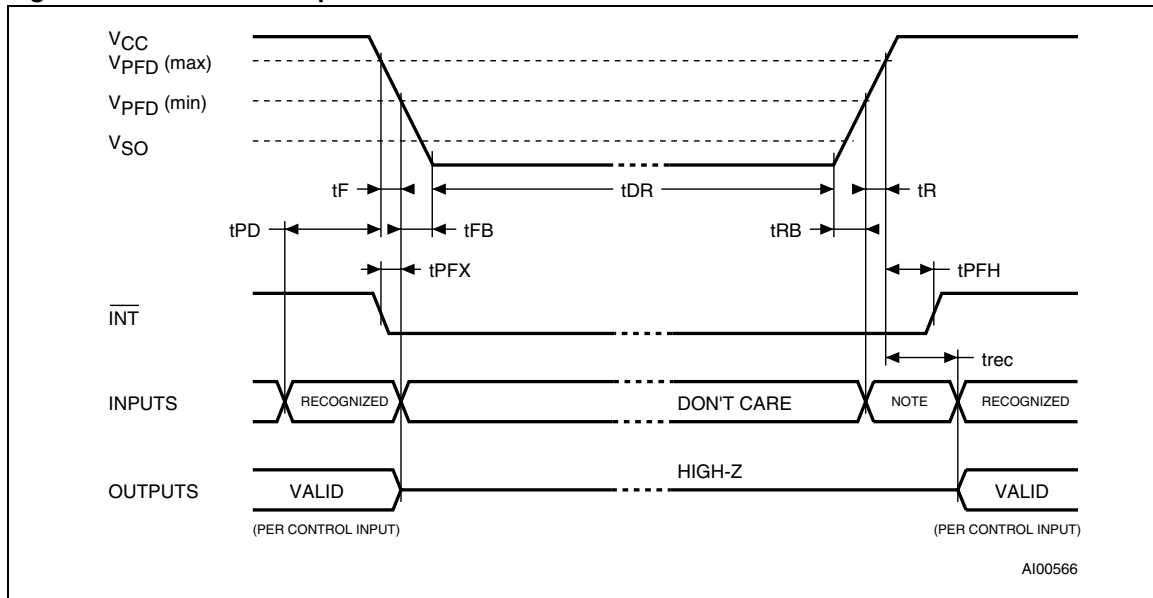 VCC
VPFD (max)
VPFD (min)
VSO
tF
tDR
tR
tPD
tFB
tRB
tPFX
tPFH
INT
trec
INPUTS
RECOGNIZED
DON'T CARE
NOTE
RECOGNIZED
HIGH-Z
OUTPUTS
VALID
VALID
(PER CONTROL INPUT)
(PER CONTROL INPUT)
AI00566